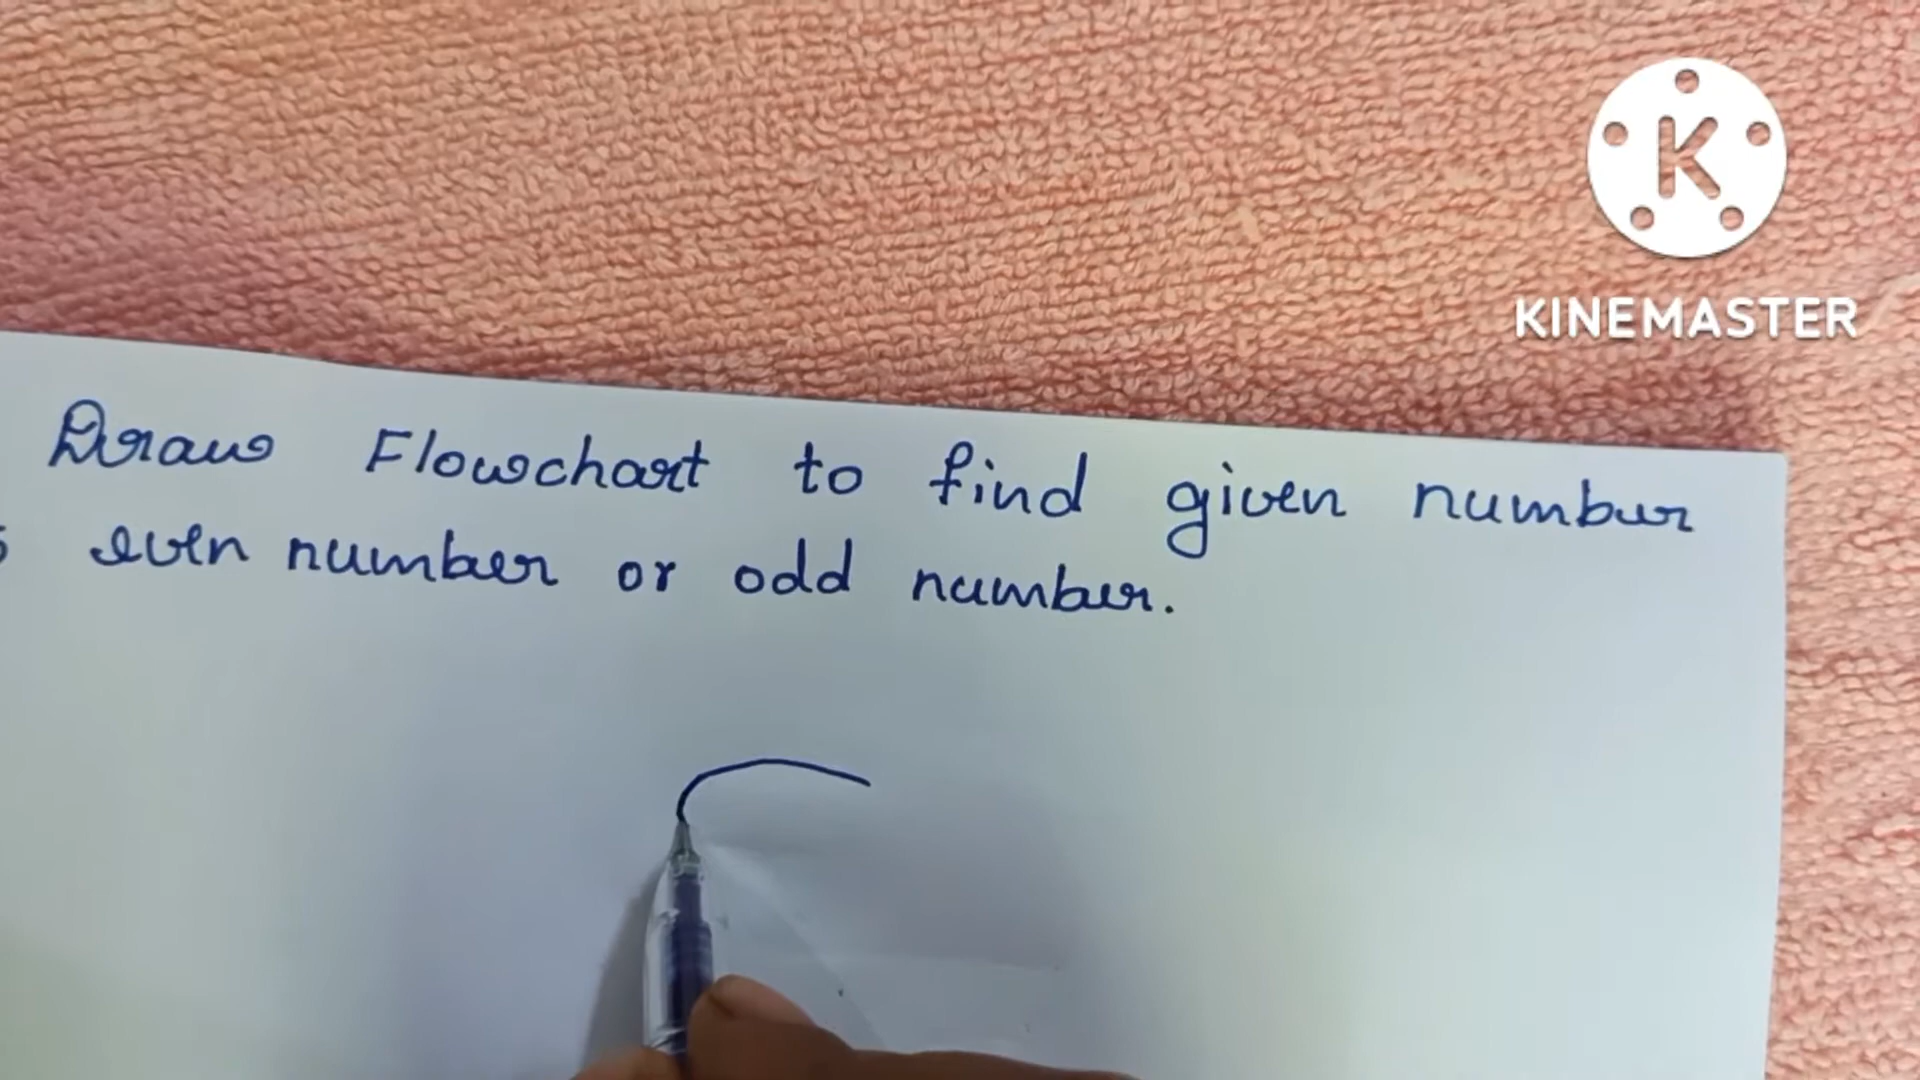 KINEMASTER
Draw Flowchart to find given number
even number or odd number.